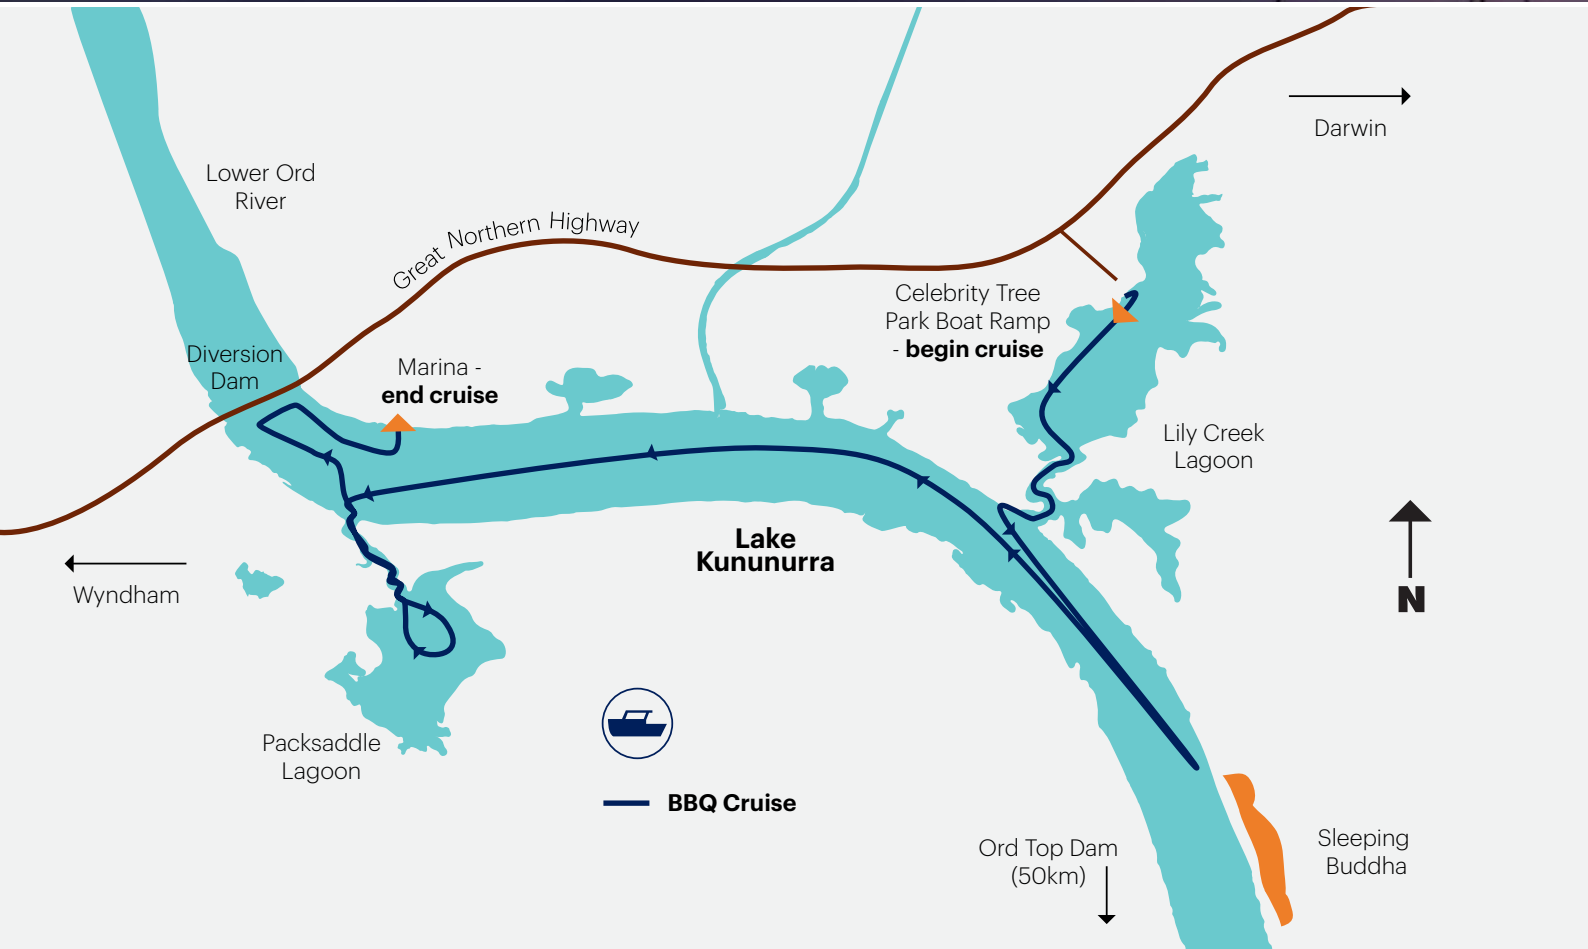 Darwin
Lower Ord
River
Great Northern Highway
Celebrity Tree
Park Boat Ramp
- begin cruise
Diversion
Dam
Marina -
end cruise
Lily Creek
Lagoon
Lake
Kununurra
Wyndham
N
Packsaddle
Lagoon
BBQ Cruise
Ord Top Dam
(50km)
Sleeping
Buddha